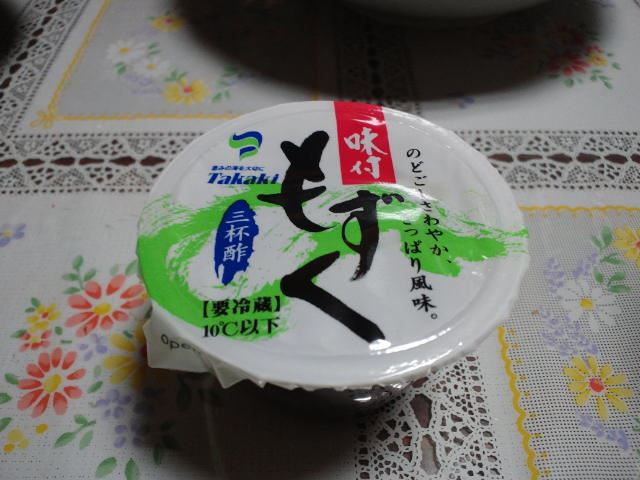 味付
もずく
のどごしさわやか、
さっぱり風味。
Takaki
三杯酢
【要冷蔵】
10℃以下
Open